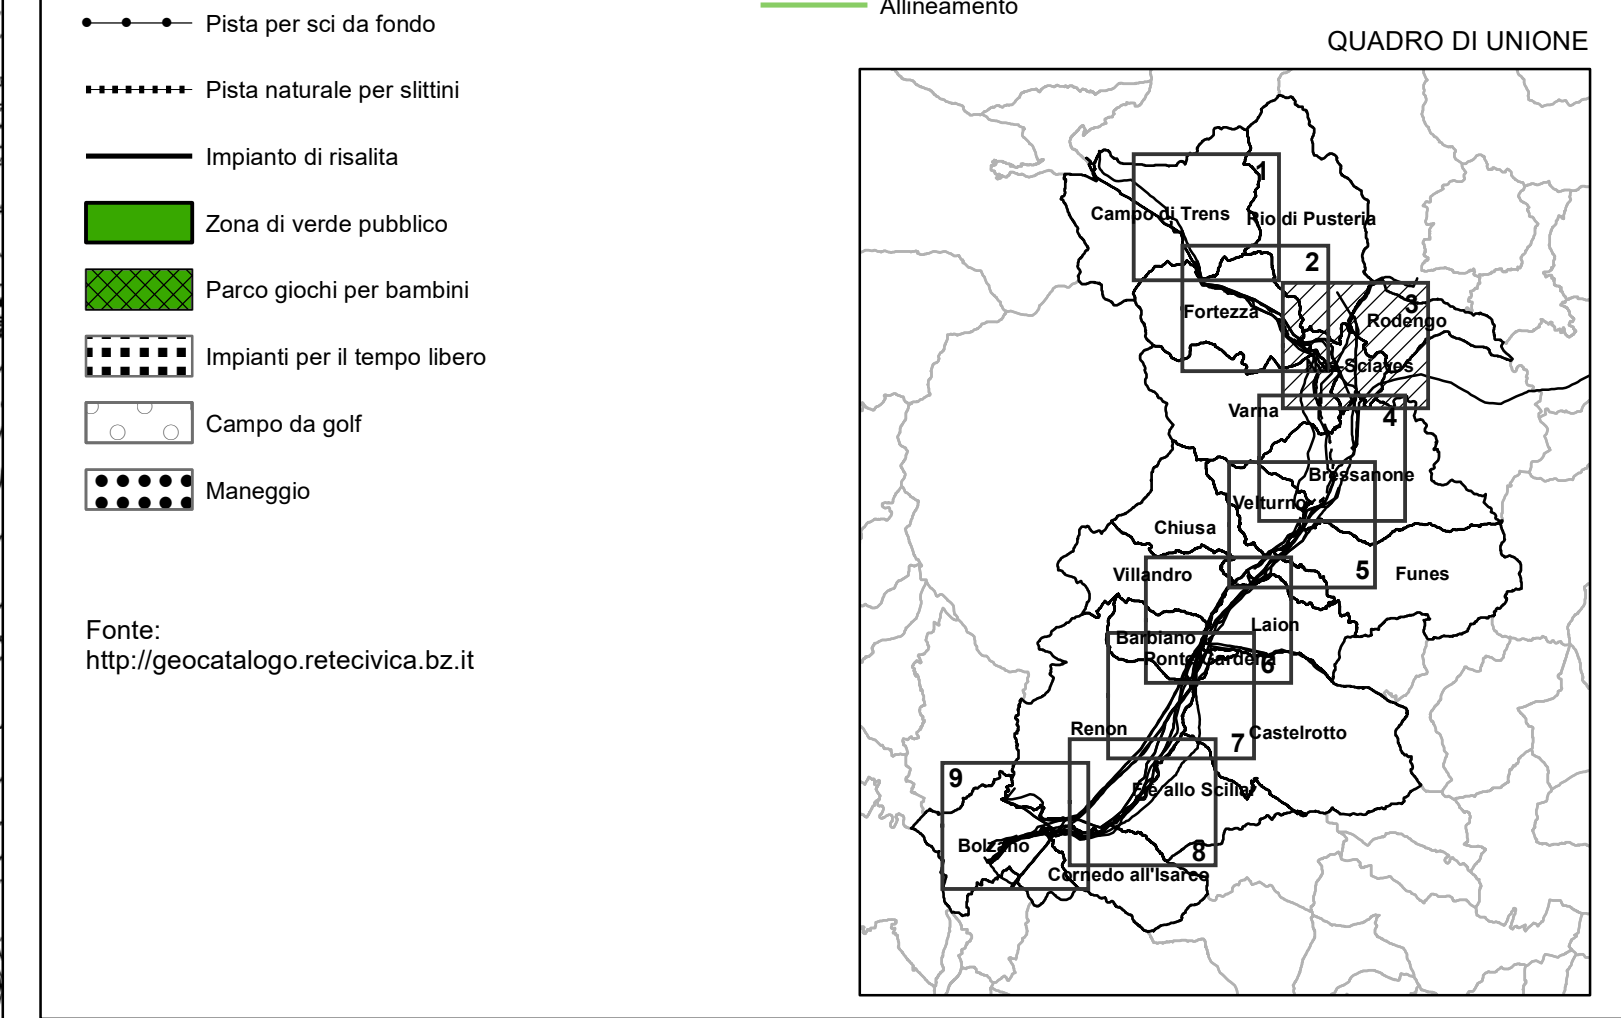 Pista per sci da fondo
Pista naturale per slittini
Impianto di risalita
Zona di verde pubblico
Parco giochi per bambini
Impianti per il tempo libero
Campo da golf
Maneggio
Fonte:
http://geocatalogo.retecivica.bz.it
Allineamento
QUADRO DI UNIONE
1
Campo di Trens
Rio di Pusteria
2
3
Fortezza
Rodengo
Naz-Sciaves
Varna
4
Bressanone
Velturno
Chiusa
5
Villandro
Funes
Laion
Barbiano
Ponte Gardena
6
Renon
7
Castelrotto
9
Fiè allo Sciliar
Bolzano
8
Cornedo all'Isarco